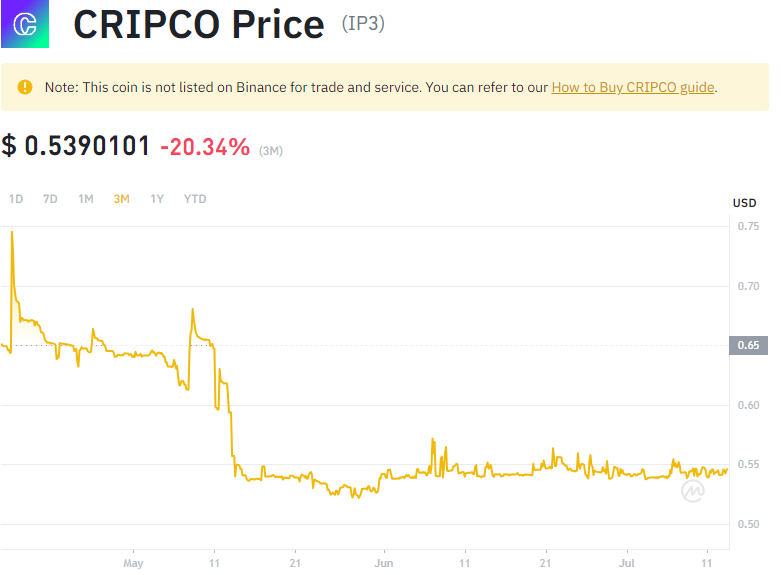 CRIPCO Price (IP3)
Note: This coin is not listed on Binance for trade and service. You can refer to our How to Buy CRIPCO guide.
$ 0.5390101 -20.34% (3M)
1D 7D 1M 3M 1Y YTD
USD
0.75
0.70
0.65
0.60
0.55
0.50
May 11 21 Jun 11 21 Jul 11